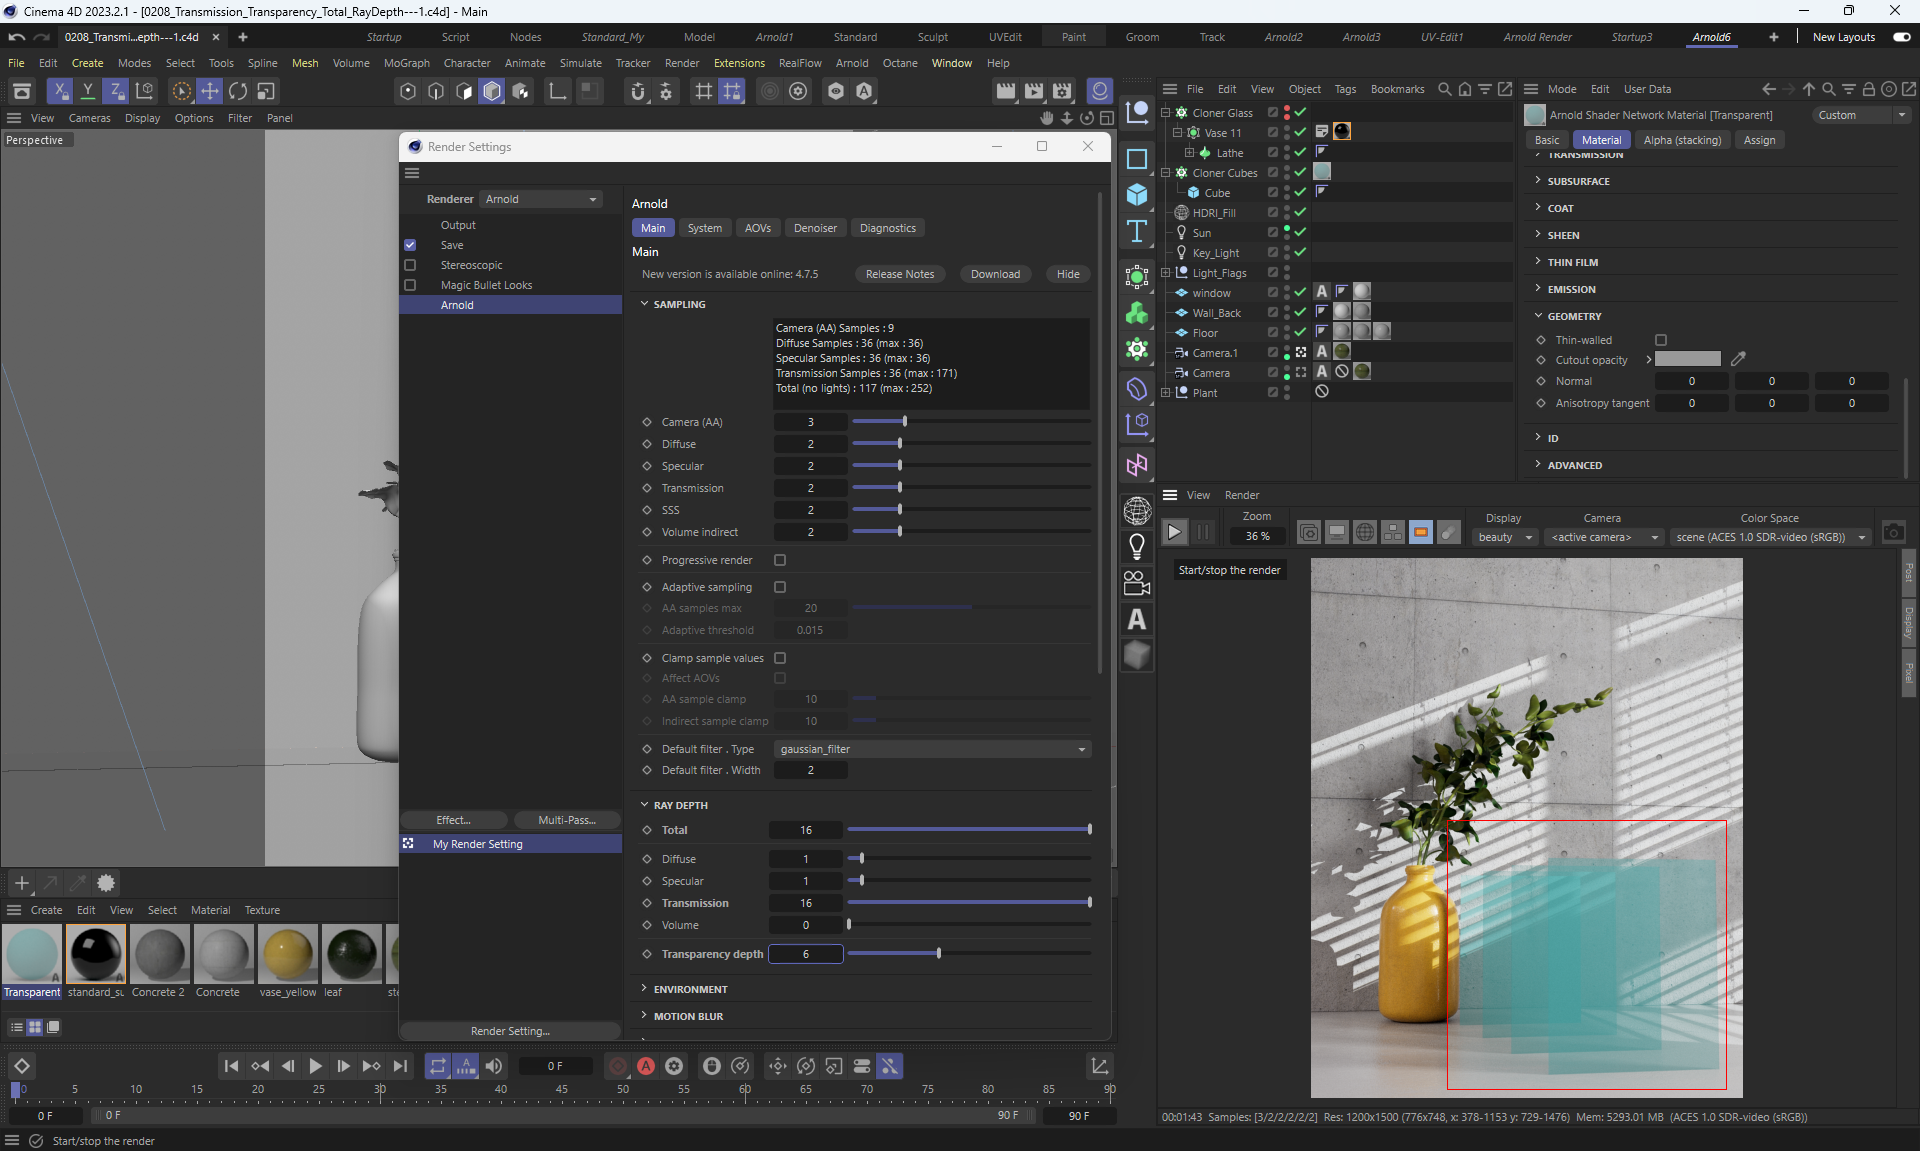 Cinema 4D 2023.2.1 - [0208_Transmission_Transparency_Total_RayDepth---1.c4d] - Main
0208_Transmi...epth---1.c4d
Startup Script Nodes Standard_My Model Arnold1 Standard Sculpt UVEdit Paint Groom Track Arnold2 Arnold3 UV-Edit1 Arnold Render Startup3 Arnold6 New Layouts
File Edit Create Modes Select Tools Spline Mesh Volume MoGraph Character Animate Simulate Tracker Render Extensions RealFlow Arnold Octane Window Help
View Cameras Display Options Filter Panel
Perspective
Render Settings
Renderer Arnold
Output
Save
Stereoscopic
Magic Bullet Looks
Arnold
Effect...
Multi-Pass...
My Render Setting
Render Setting...
Arnold
Main System AOVs Denoiser Diagnostics
Main
New version is available online: 4.7.5 Release Notes Download Hide
SAMPLING
Camera (AA) Samples : 9
Diffuse Samples : 36 (max : 36)
Specular Samples : 36 (max : 36)
Transmission Samples : 36 (max : 171)
Total (no lights) : 117 (max : 252)
Camera (AA) 3
Diffuse 2
Specular 2
Transmission 2
SSS 2
Volume indirect 2
Progressive render
Adaptive sampling
AA samples max 20
Adaptive threshold 0.015
Clamp sample values
Affect AOVs
AA sample clamp 10
Indirect sample clamp 10
Default filter . Type gaussian_filter
Default filter . Width 2
RAY DEPTH
Total 16
Diffuse 1
Specular 1
Transmission 16
Volume 0
Transparency depth 6
ENVIRONMENT
MOTION BLUR
File Edit View Object Tags Bookmarks
Cloner Glass
Vase 11
Lathe
Cloner Cubes
Cube
HDRI_Fill
Sun
Key_Light
Light_Flags
window
Wall_Back
Floor
Camera.1
Camera
Plant
Mode Edit User Data
Arnold Shader Network Material [Transparent] Custom
Basic Material Alpha (stacking) Assign
TRANSMISSION
SUBSURFACE
COAT
SHEEN
THIN FILM
EMISSION
GEOMETRY
Thin-walled
Cutout opacity
Normal 0 0 0
Anisotropy tangent 0 0 0
ID
ADVANCED
View Render
Zoom Display Camera Color Space
36 % beauty <active camera> scene (ACES 1.0 SDR-video (sRGB))
Start/stop the render
Post
Display
Pixel
00:01:43 Samples: [3/2/2/2/2/2] Res: 1200x1500 (776x748, x: 378-1153 y: 729-1476) Mem: 5293.01 MB (ACES 1.0 SDR-video (sRGB))
Create Edit View Select Material Texture
Transparent standard_su Concrete 2 Concrete vase_yellow leaf ste
0 F
0 5 10 15 20 25 30 35 40 45 50 55 60 65 70 75 80 85 90
0 F 0 F 90 F 90 F
Start/stop the render